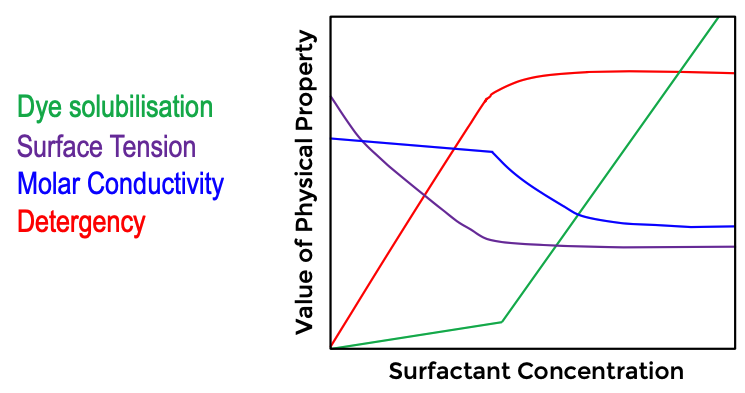 Dye solubilisation
Surface Tension
Molar Conductivity
Detergency
Value of Physical Property
Surfactant Concentration